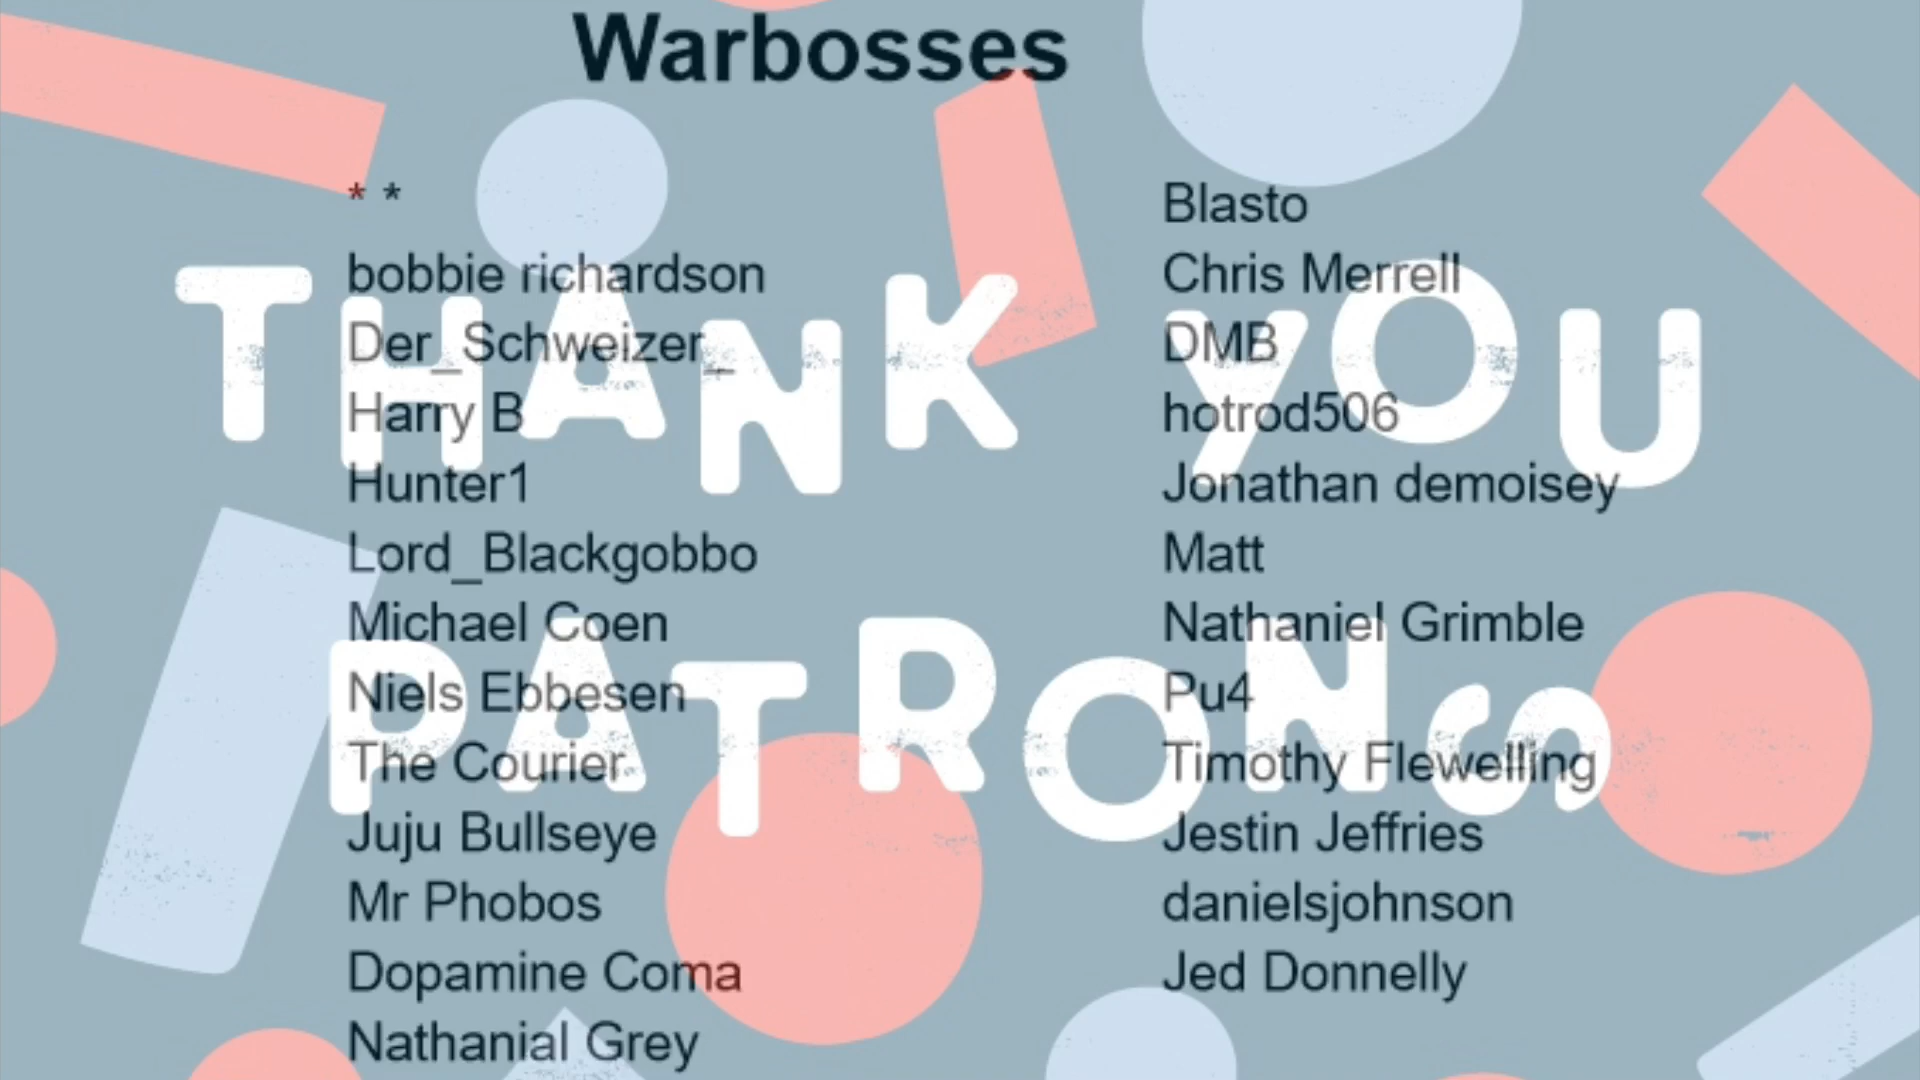 Warbosses
* *
bobbie richardson
Der_Schweizer_
Harry B
Hunter1
Lord_Blackgobbo
Michael Coen
Niels Ebbesen
The Courier
Juju Bullseye
Mr Phobos
Dopamine Coma
Nathanial Grey
Blasto
Chris Merrell
DMB
hotrod506
Jonathan demoisey
Matt
Nathaniel Grimble
Pu4
Timothy Flewelling
Jestin Jeffries
danielsjohnson
Jed Donnelly
THANK yOU
PATRONS